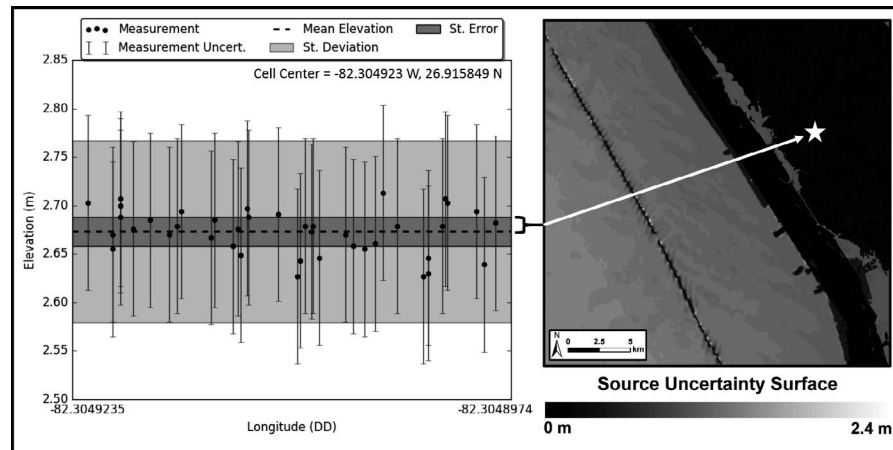 Measurement
Mean Elevation
St. Error
Measurement Uncert.
St. Deviation
Cell Center = -82.304923 W, 26.915849 N
2.85
2.80
2.75
2.70
2.65
2.60
2.55
2.50
Elevation (m)
-82.3049235
-82.3048974
Longitude (DD)
N
0 2.5 5
km
Source Uncertainty Surface
0 m
2.4 m